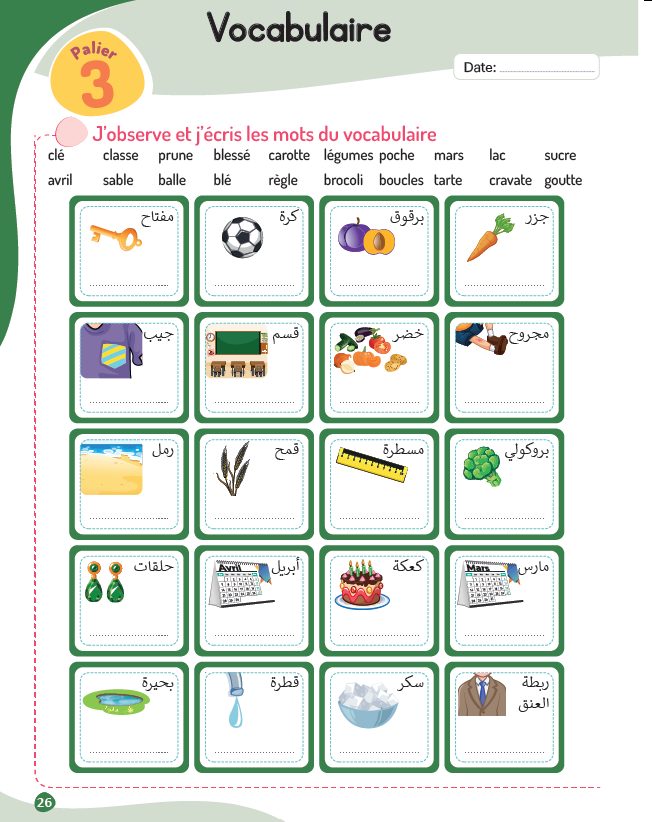 Vocabulaire
Palier
3
Date:
J'observe et j'écris les mots du vocabulaire
clé classe prune blessé carotte légumes poche mars lac sucre
avril sable balle blé règle brocoli boucles tarte cravate goutte
مفتاح
كرة
برقوق
جزر
جيب
قسم
خضر
مجروح
رمل
قمح
مسطرة
بروكولي
حلقات
Avril
أبريل
كعكة
Mars
مارس
بحيرة
قطرة
سكر
ربطة
العنق
26